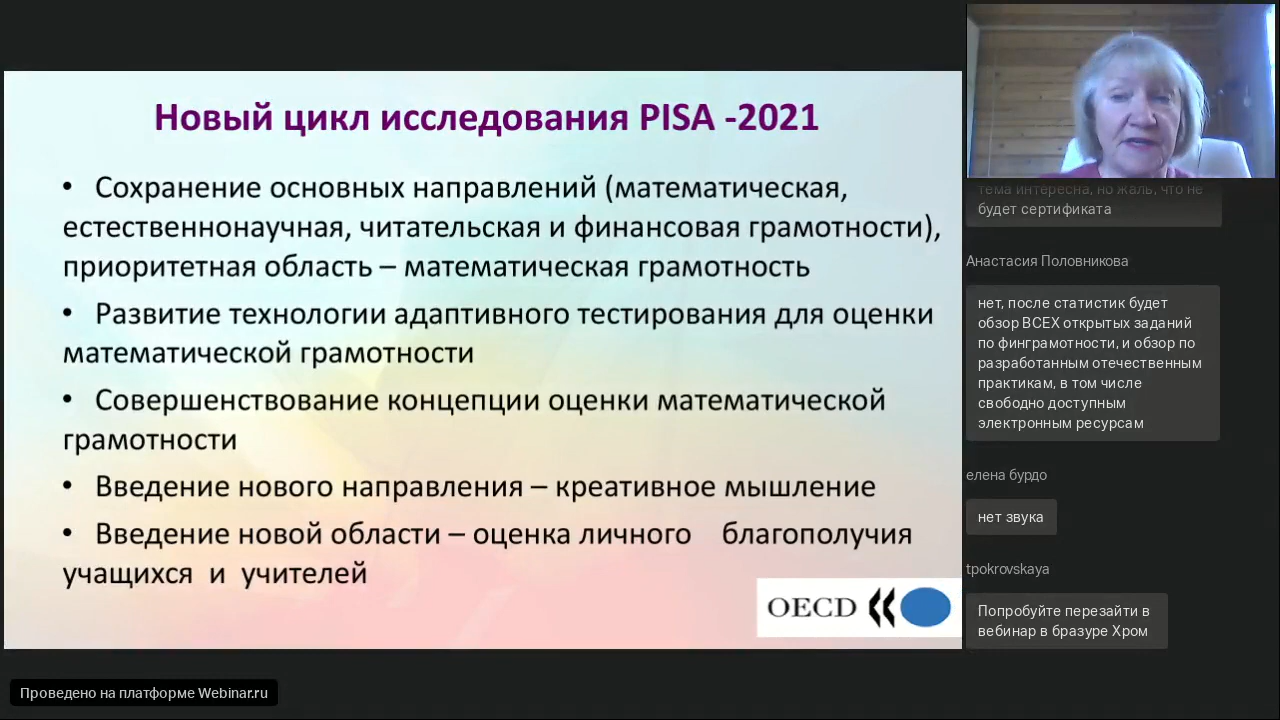 Новый цикл исследования PISA -2021
• Сохранение основных направлений (математическая,
естественнонаучная, читательская и финансовая грамотности),
приоритетная область – математическая грамотность
• Развитие технологии адаптивного тестирования для оценки
математической грамотности
• Совершенствование концепции оценки математической
грамотности
• Введение нового направления – креативное мышление
• Введение новой области – оценка личного благополучия
учащихся и учителей
OECD
тема интересна, но жаль, что не
будет сертификата
Анастасия Половникова
нет, после статистик будет
обзор ВСЕХ открытых заданий
по финграмотности, и обзор по
разработанным отечественным
практикам, в том числе
свободно доступным
электронным ресурсам
елена бурдо
нет звука
tpokrovskaya
Попробуйте перезайти в
вебинар в бразуре Хром
Проведено на платформе Webinar.ru